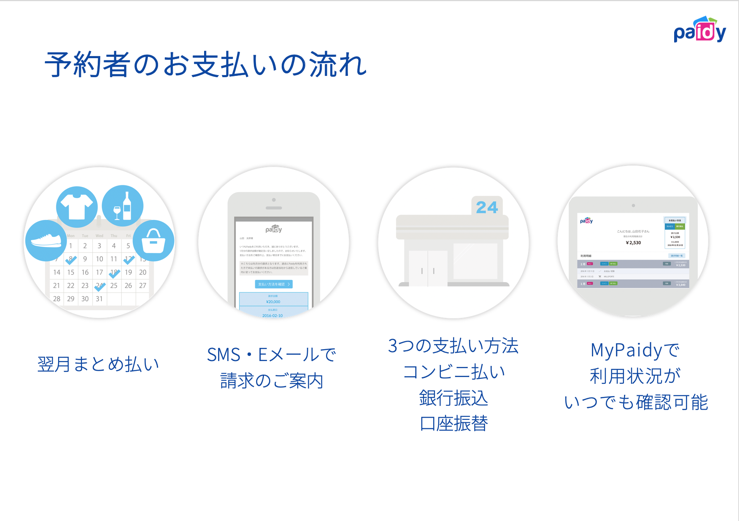 paidy
予約者のお支払いの流れ
24
paidy
¥2,530
1 2 3 4 5
8 9 10 11 12
14 15 16 17 18 19 20
21 22 23 24 25 26 27
28 29 30 31
翌月まとめ払い
SMS・Eメールで
請求のご案内
3つの支払い方法
コンビニ払い
銀行振込
口座振替
MyPaidyで
利用状況が
いつでも確認可能